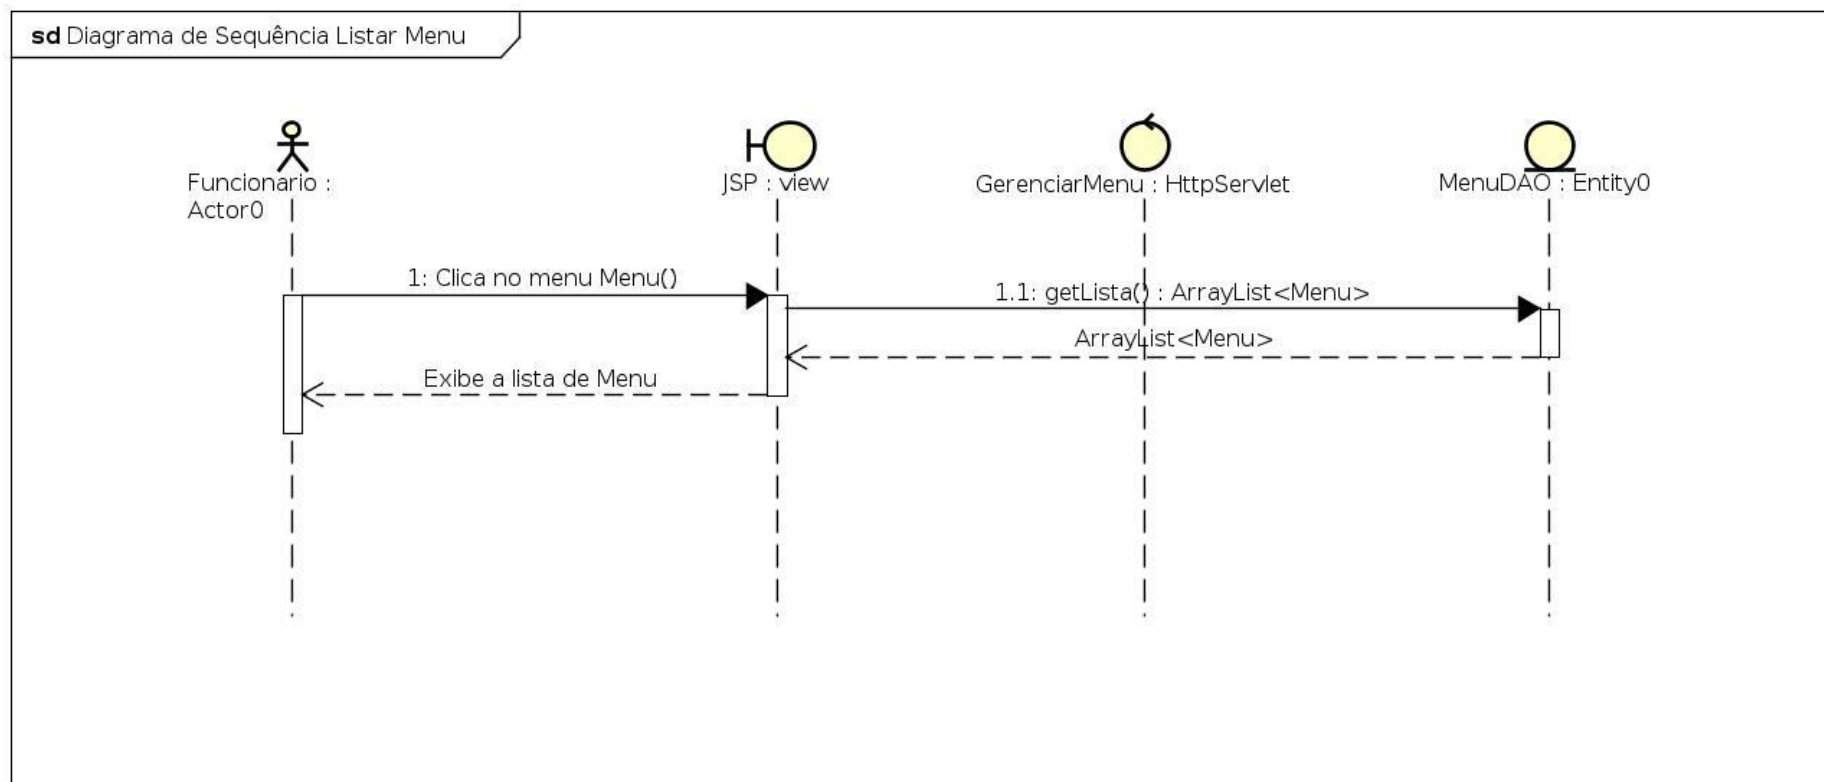 sd Diagrama de Sequência Listar Menu
Funcionario :
Actor0
JSP : view
GerenciarMenu : HttpServlet
MenuDAO : Entity0
1: Clica no menu Menu()
1.1: getLista() : ArrayList<Menu>
ArrayList<Menu>
Exibe a lista de Menu